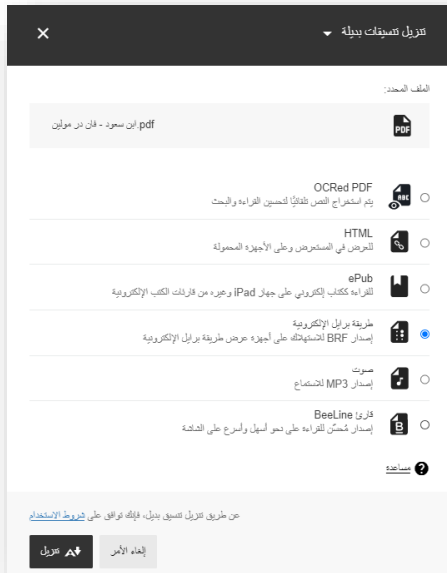 تنزيل تنسيقات بديلة
الملف المحدد:
PDF
pdf.ابن سعود - فان در مولين
OCRed PDF
يتم استخراج النص تلقائيًا لتحسين القراءة والبحث
HTML
للعرض في المستعرض وعلى الأجهزة المحمولة
ePub
للقراءة ككتاب إلكتروني على جهاز iPad وغيره من قارئات الكتب الإلكترونية
طريقة برايل الإلكترونية
إصدار BRF للاستهلاك على أجهزة عرض طريقة برايل الإلكترونية
صوت
إصدار MP3 للاستماع
قارئ BeeLine
إصدار مُحسّن للقراءة على نحو أسهل وأسرع على الشاشة
مساعدة
عن طريق تنزيل تنسيق بديل، فإنك توافق على شروط الاستخدام
تنزيل
إلغاء الأمر